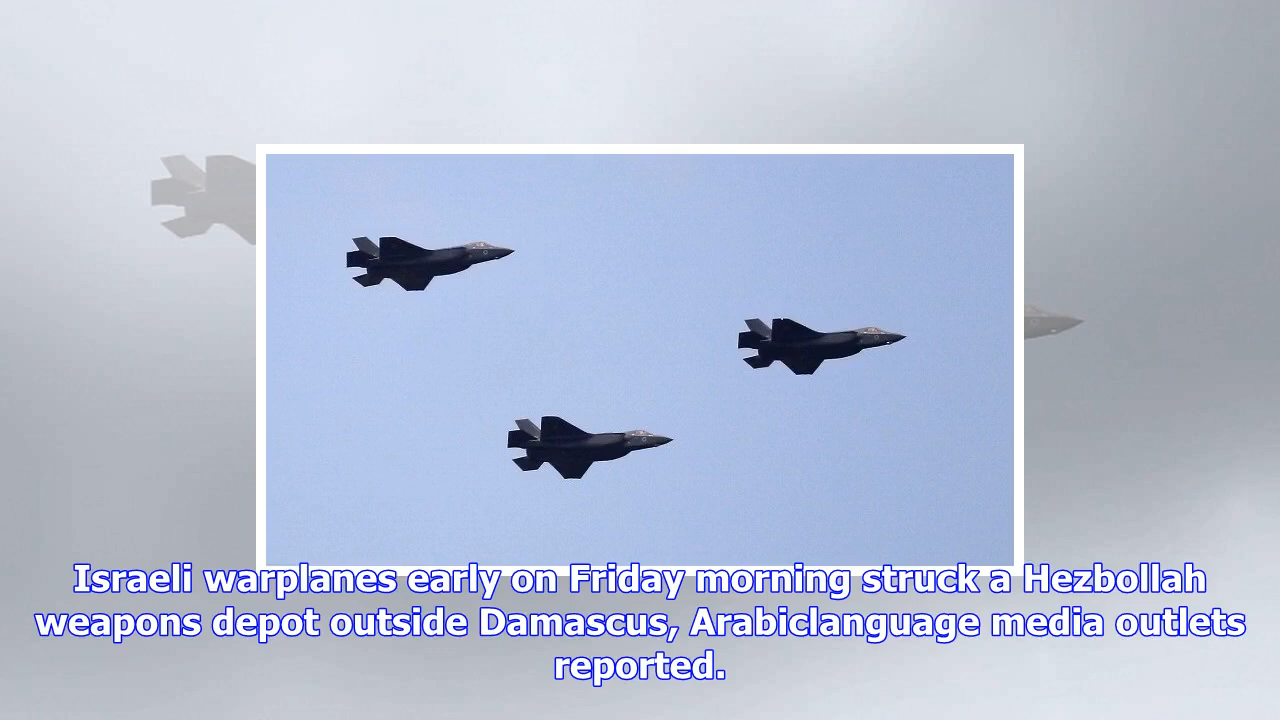 Israeli warplanes early on Friday morning struck a Hezbollah
weapons depot outside Damascus, Arabiclanguage media outlets
reported.